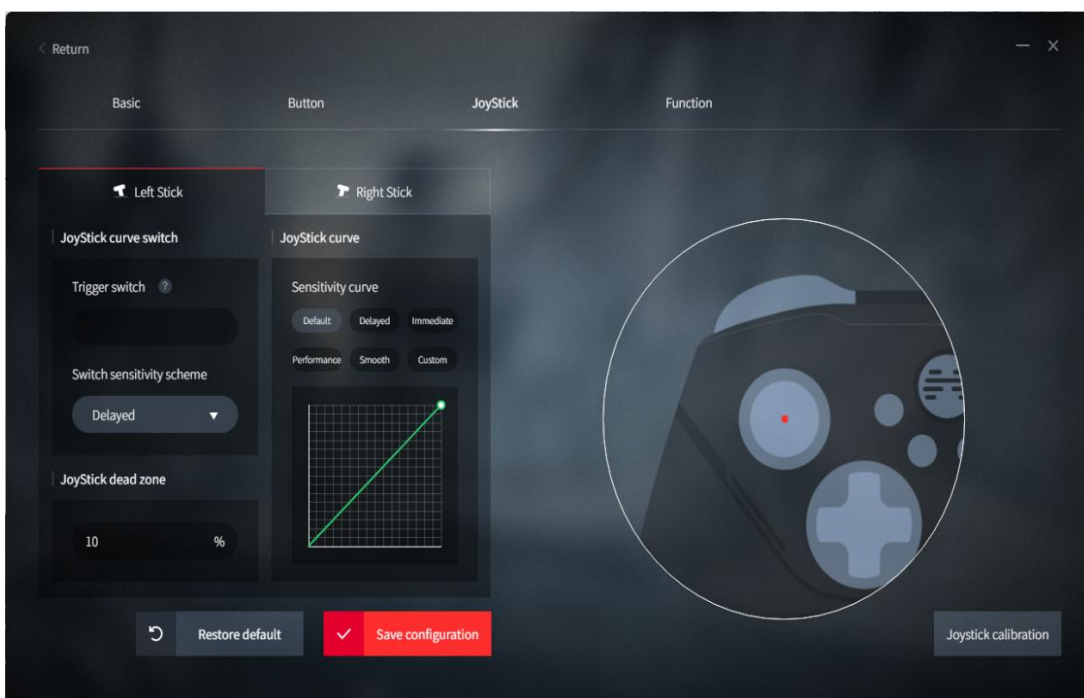 Return
Basic Button JoyStick Function
Left Stick Right Stick
JoyStick curve switch
Trigger switch ?
Switch sensitivity scheme
Delayed
JoyStick dead zone
10 %
JoyStick curve
Sensitivity curve
Default Delayed Immediate
Performance Smooth Custom
Restore default Save configuration
Joystick calibration